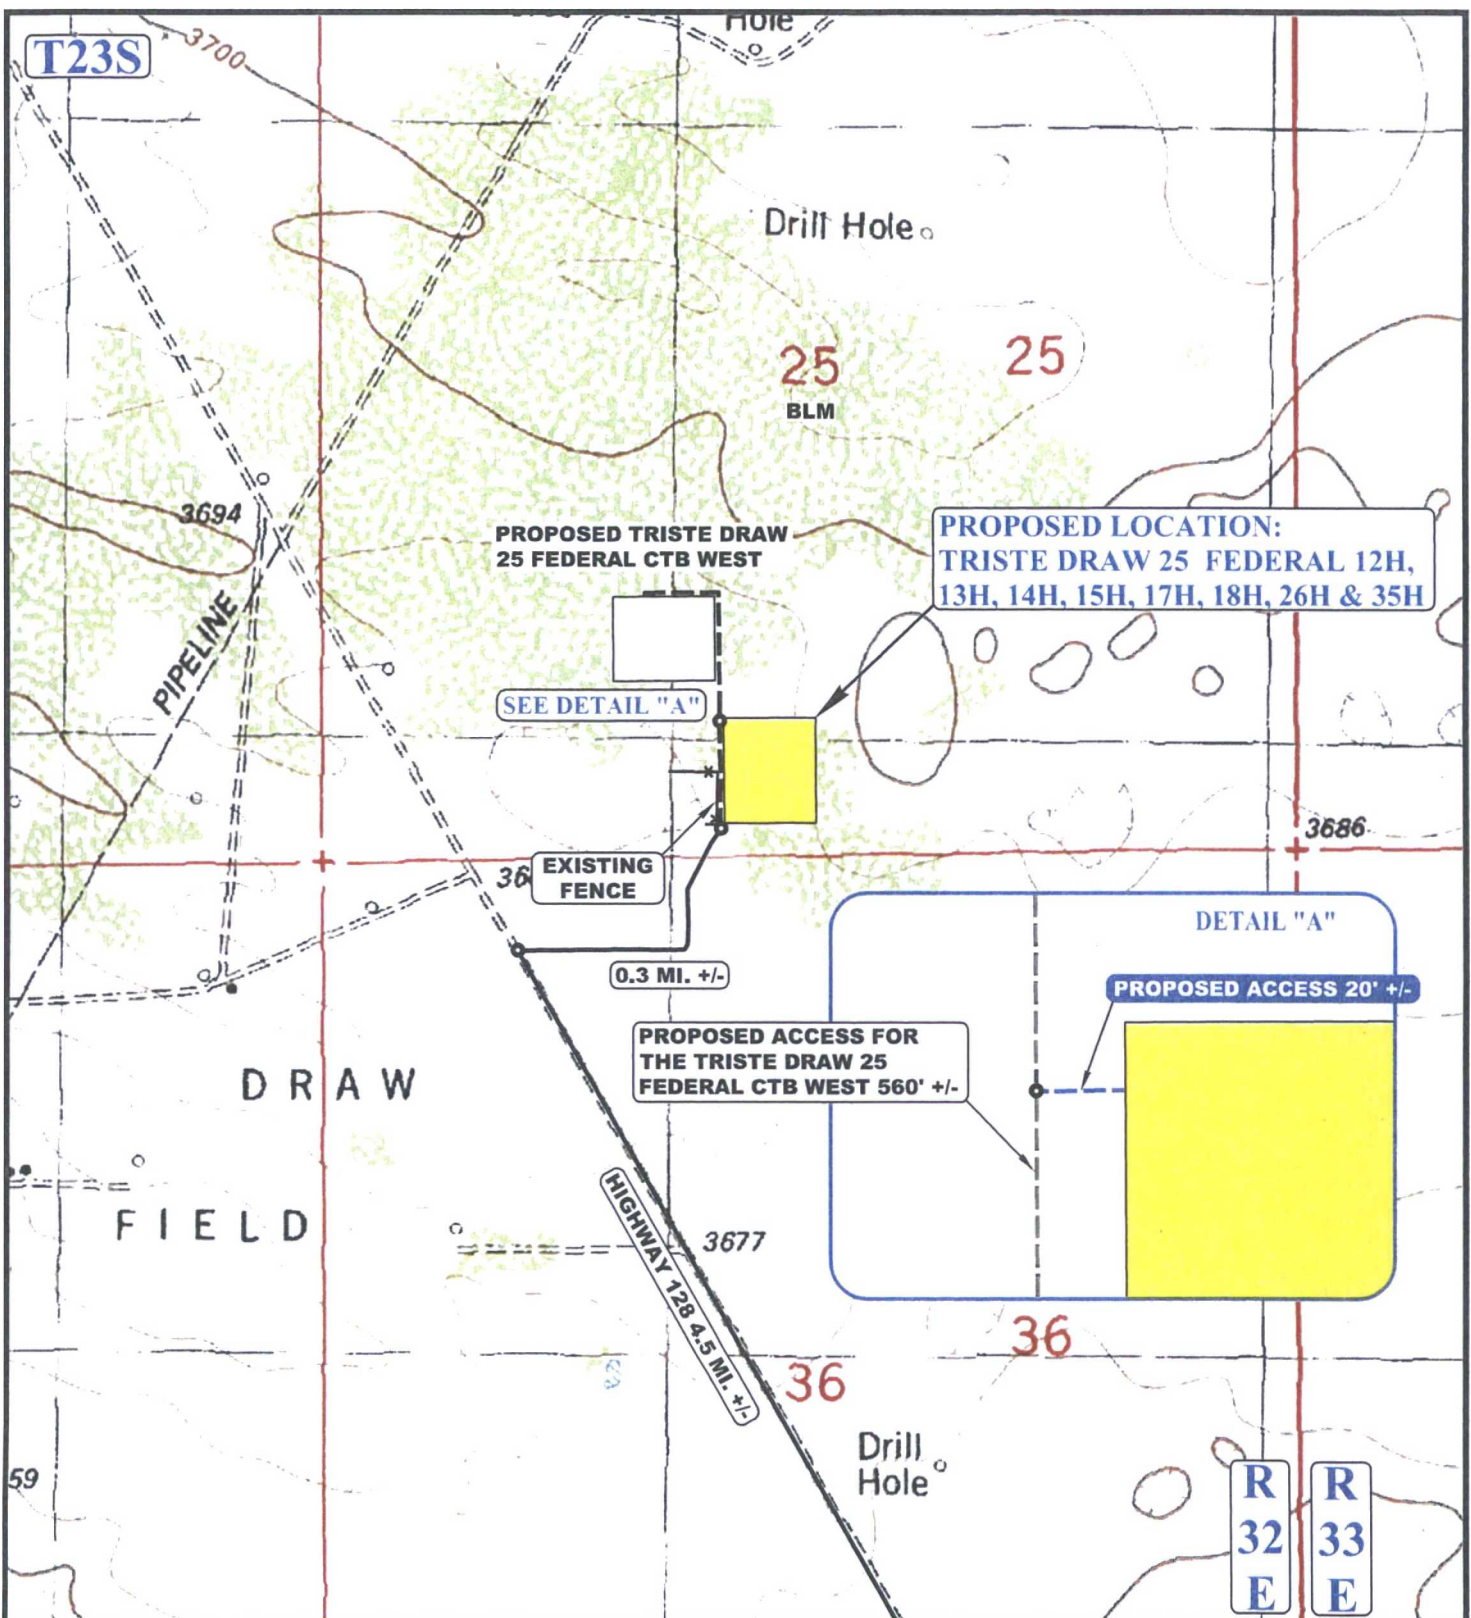 Hole
T23S
3700
Drill Hole
25
25
BLM
3694
PROPOSED TRISTE DRAW
25 FEDERAL CTB WEST
PROPOSED LOCATION:
TRISTE DRAW 25 FEDERAL 12H,
13H, 14H, 15H, 17H, 18H, 26H & 35H
PIPELINE
SEE DETAIL "A"
3686
EXISTING
FENCE
36
DETAIL "A"
0.3 MI. +/-
PROPOSED ACCESS 20' +/-
PROPOSED ACCESS FOR
THE TRISTE DRAW 25
FEDERAL CTB WEST 560' +/-
DRAW
FIELD
HIGHWAY 128 4.5 MI. +/-
3677
36
36
Drill
Hole
59
R
32
E
R
33
E